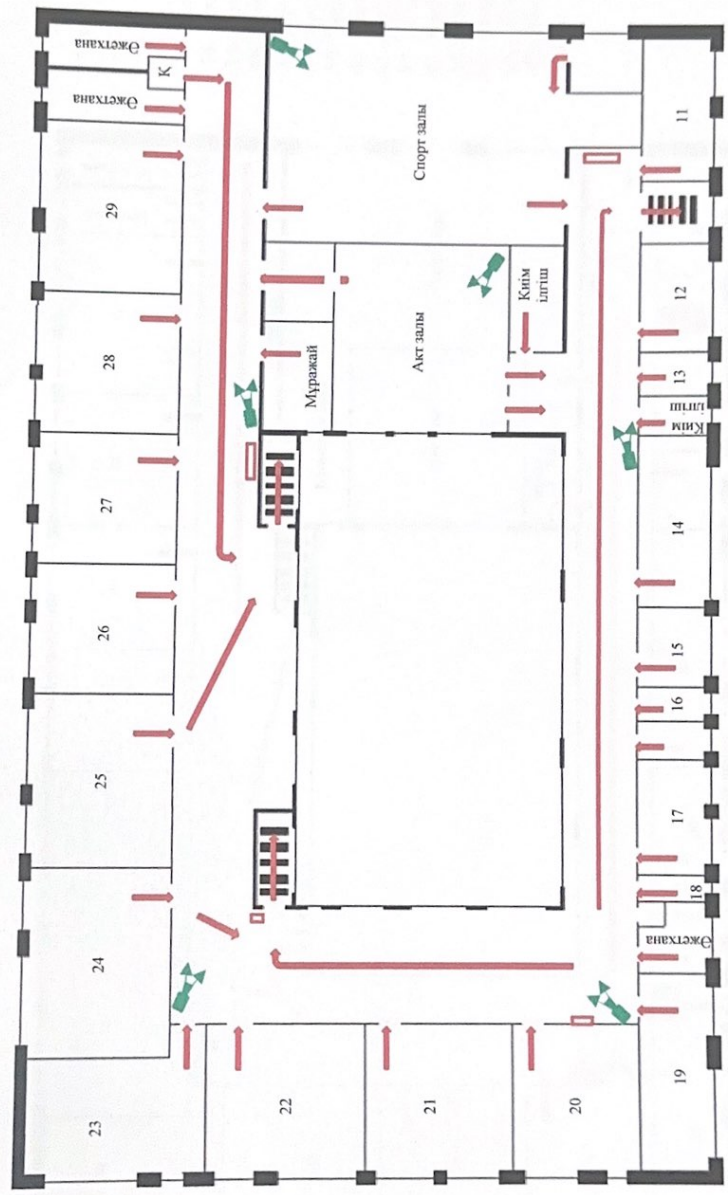 Әжетхана
Қ
Әжетхана
29
28
27
26
25
24
23
22
21
20
19
Әжетхана
18
17
16
15
14
Киім
ілгіш
13
12
11
Спорт залы
Акт залы
Мұражай
Киім
ілгіш